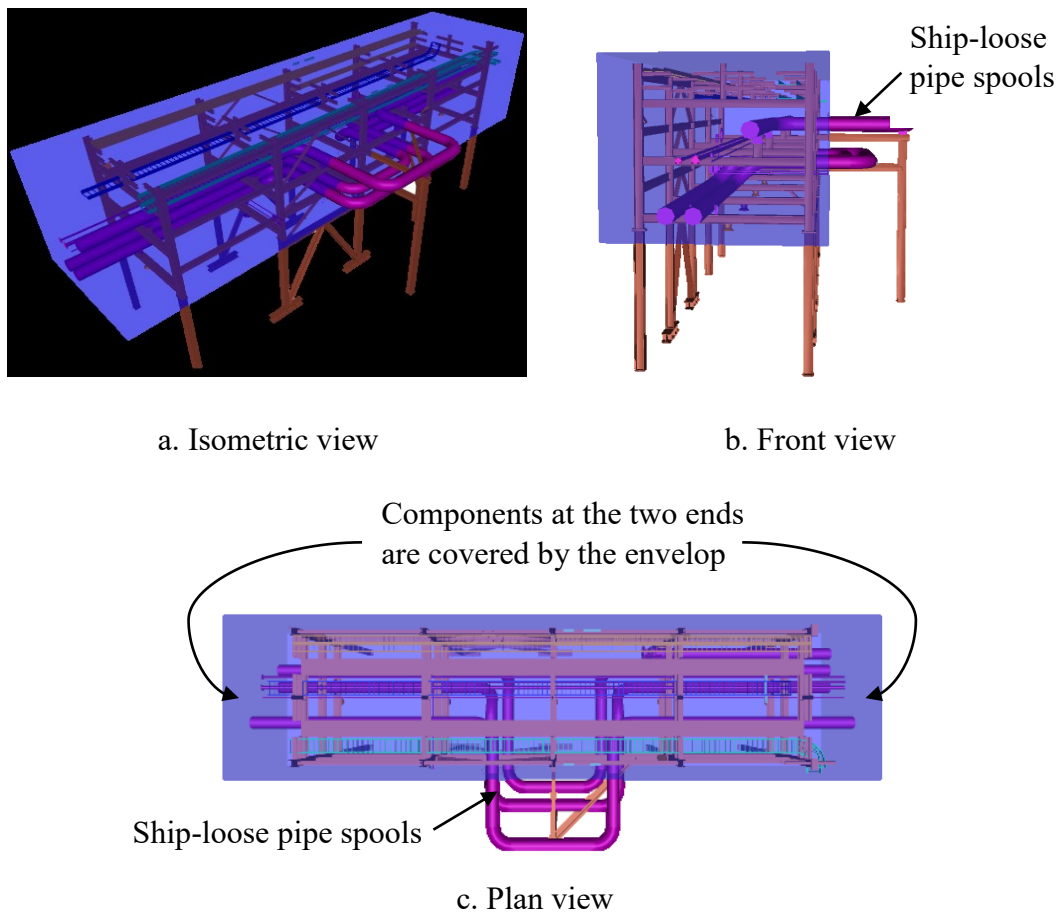 Ship-loose
pipe spools
a. Isometric view
b. Front view
Components at the two ends
are covered by the envelop
Ship-loose pipe spools
c. Plan view